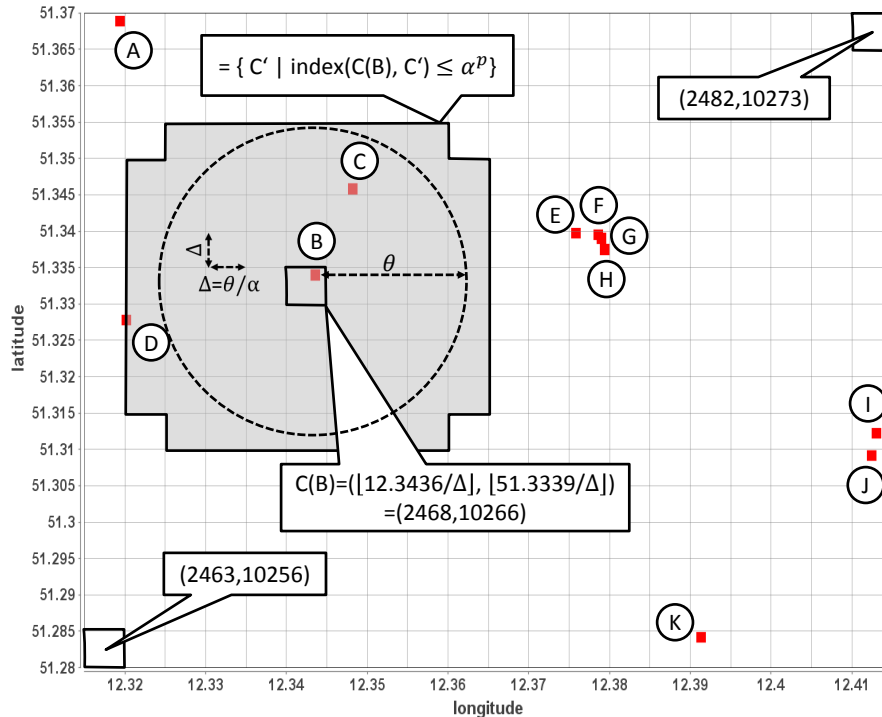 51.37
51.36
51.355
51.35
51.345
51.34
51.335
51.33
51.325
51.32
51.315
51.31
51.305
51.3
51.295
51.29
51.285
51.28
latitude
A
= { C‘ | index(C(B), C‘) ≤ α^p}
(2482,10273)
C
B
Δ
Δ=θ/α
θ
D
E
F
G
H
I
J
K
C(B)=(⌊12.3436/Δ⌋, ⌊51.3339/Δ⌋)
=(2468,10266)
(2463,10256)
12.32
12.33
12.34
12.35
12.36
12.37
12.38
12.39
12.4
12.41
longitude